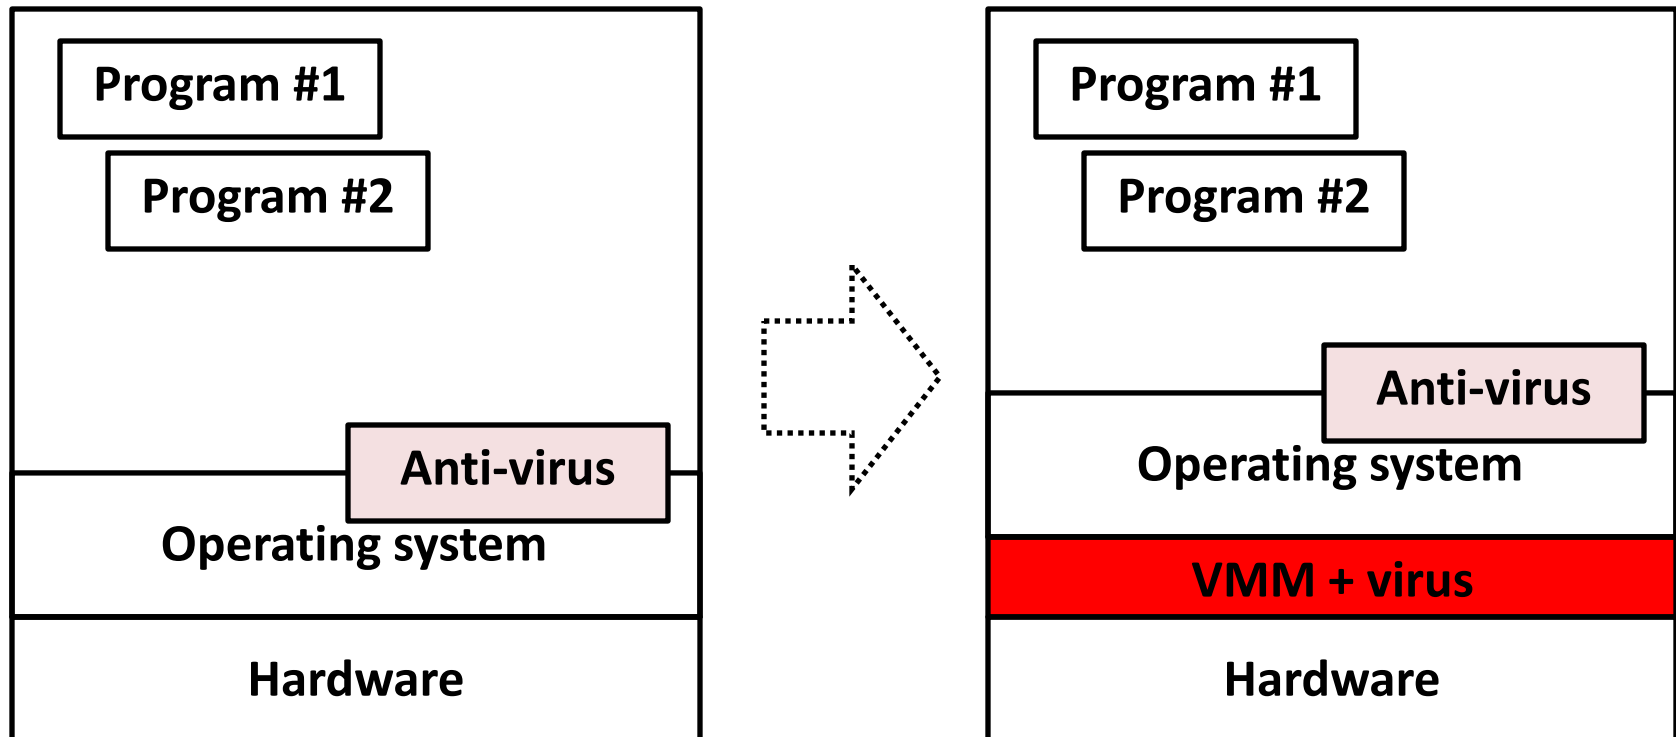 Program #1
Program #2
Anti-virus
Operating system
Hardware
Program #1
Program #2
Anti-virus
Operating system
VMM + virus
Hardware